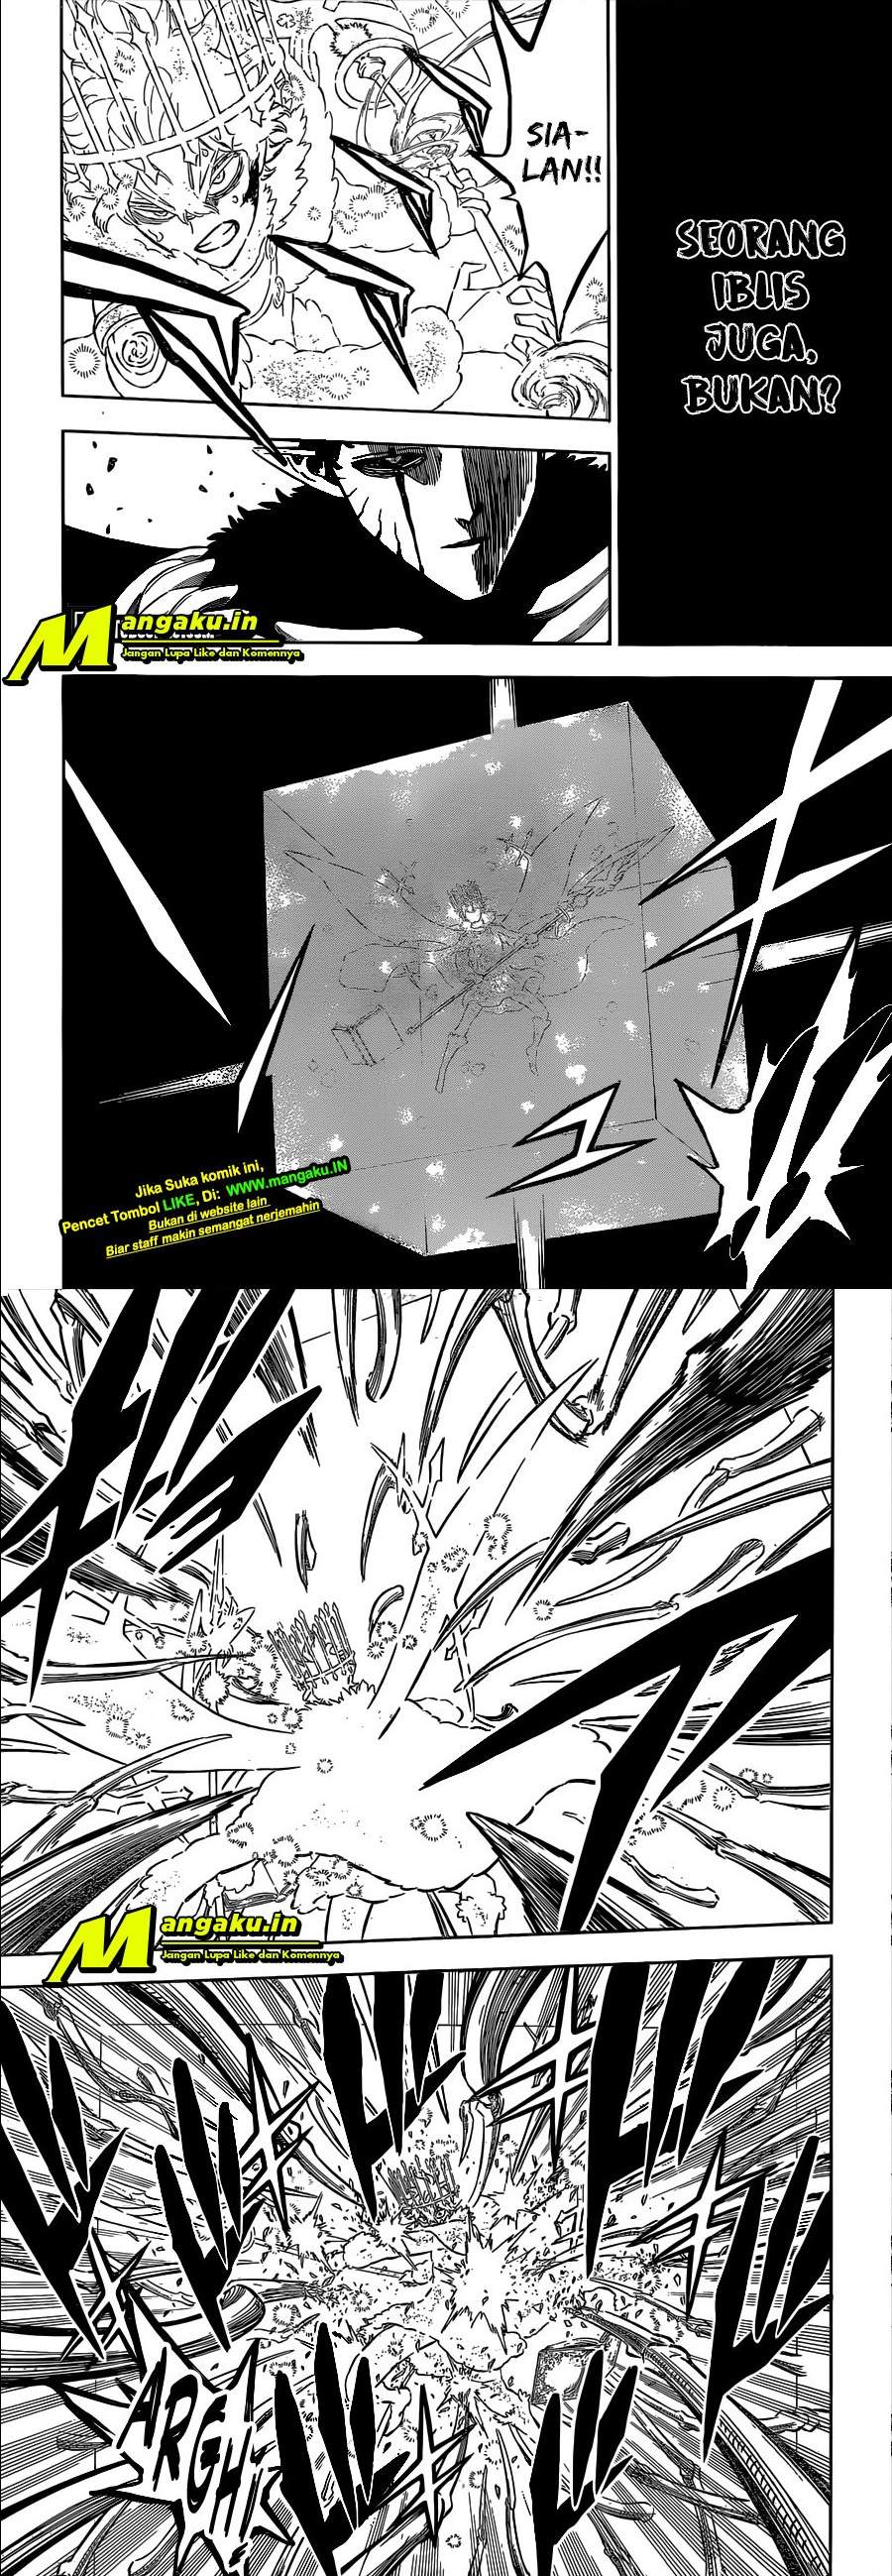 SEORANG
IBLIS
JUGA,
BUKAN?
SIA-
LAN!!
Mangaku.in
Jangan Lupa Like dan Komennya
Jika Suka komik ini,
Pencet Tombol LIKE, Di: WWW.mangaku.IN
Bukan di website lain
Biar staff makin semangat nerjemahin
Mangaku.in
Jangan Lupa Like dan Komennya
ARGH!!